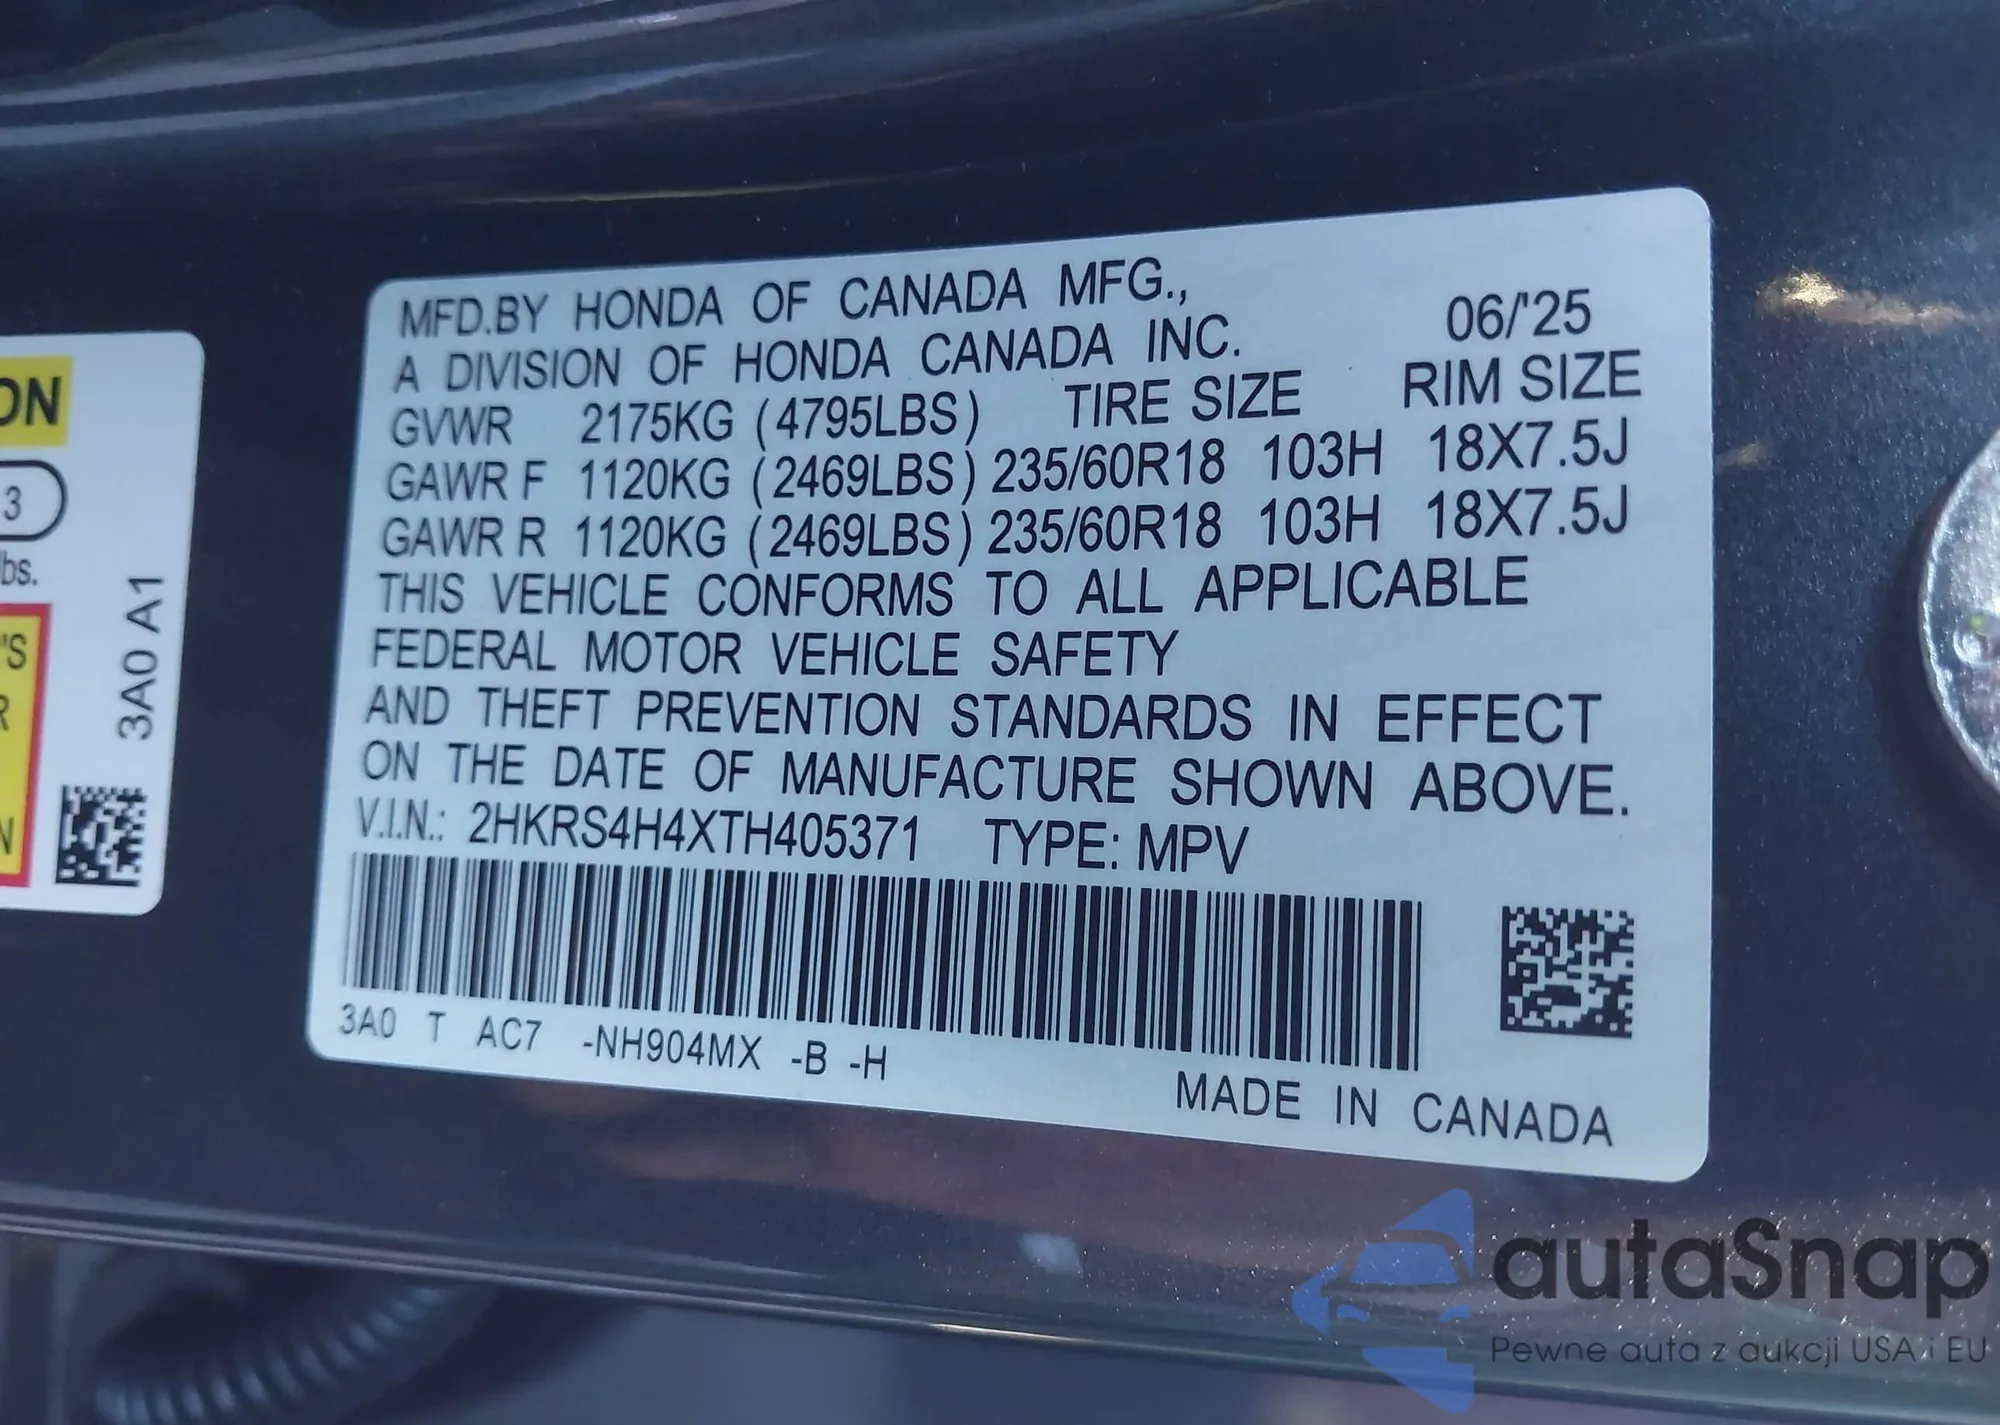 MFD.BY HONDA OF CANADA MFG.,
A DIVISION OF HONDA CANADA INC. 06/'25
GVWR 2175KG (4795LBS) TIRE SIZE RIM SIZE
GAWR F 1120KG (2469LBS) 235/60R18 103H 18X7.5J
GAWR R 1120KG (2469LBS) 235/60R18 103H 18X7.5J
THIS VEHICLE CONFORMS TO ALL APPLICABLE
FEDERAL MOTOR VEHICLE SAFETY
AND THEFT PREVENTION STANDARDS IN EFFECT
ON THE DATE OF MANUFACTURE SHOWN ABOVE.
V.I.N.: 2HKRS4H4XTH405371 TYPE: MPV
3A0 T AC7 -NH904MX -B -H
MADE IN CANADA
ON
3
lbs.
'S
R
N
3A0 A1
autaSnap
Pewne auta z aukcji USA i EU